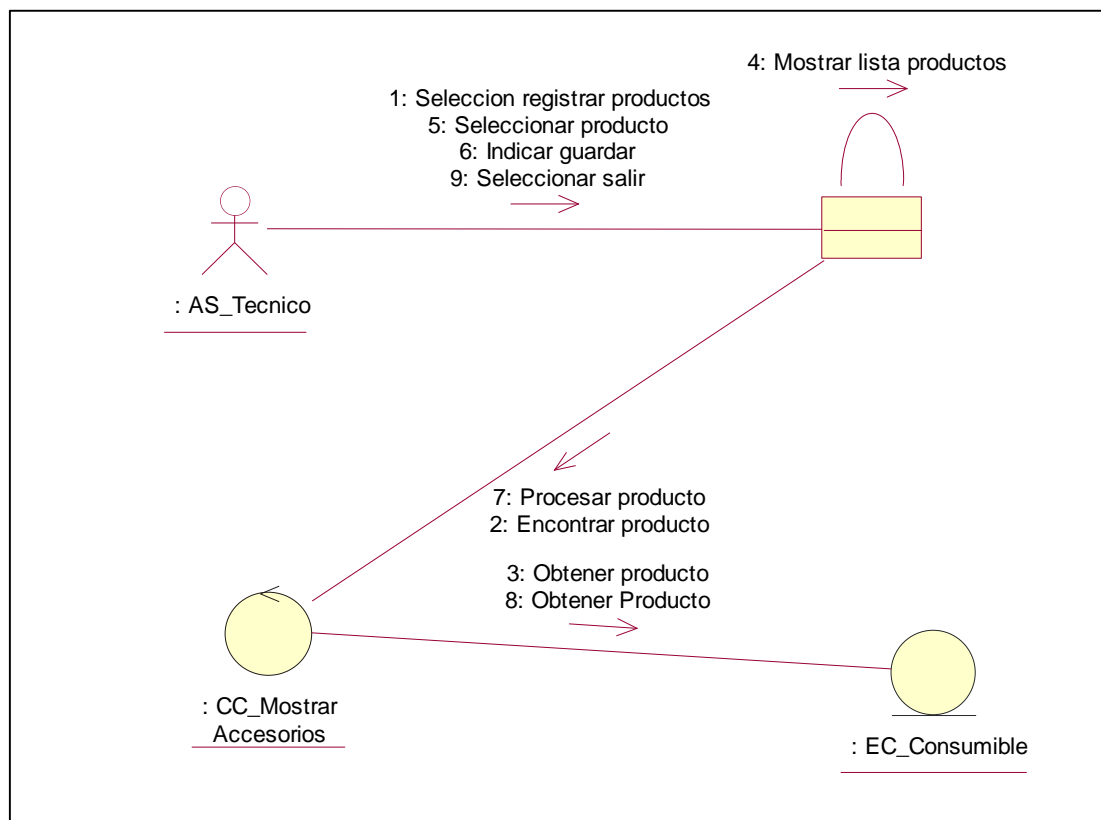 4: Mostrar lista productos
1: Seleccion registrar productos
5: Seleccionar producto
6: Indicar guardar
9: Seleccionar salir
: AS_Tecnico
7: Procesar producto
2: Encontrar producto
3: Obtener producto
8: Obtener Producto
: CC_Mostrar
Accesorios
: EC_Consumible